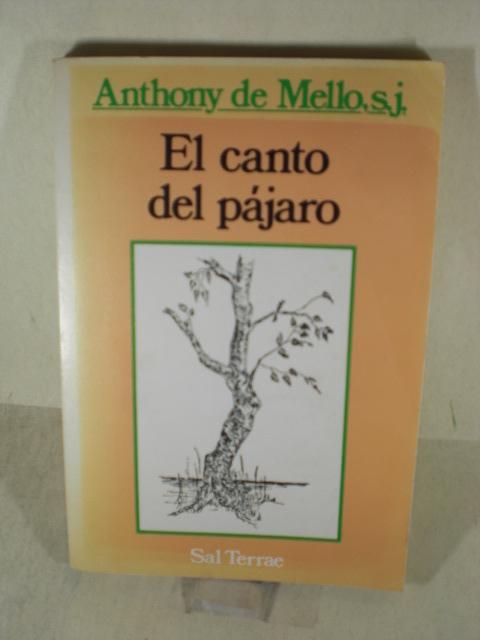 Anthony de Mello, s.j.
El canto
del pájaro
Sal Terrae